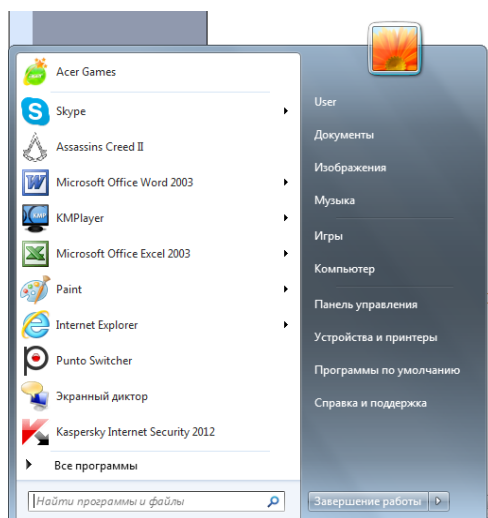 Acer Games
Skype
Assassins Creed II
Microsoft Office Word 2003
KMPlayer
Microsoft Office Excel 2003
Paint
Internet Explorer
Punto Switcher
Экранный диктор
Kaspersky Internet Security 2012
Все программы
Найти программы и файлы
User
Документы
Изображения
Музыка
Игры
Компьютер
Панель управления
Устройства и принтеры
Программы по умолчанию
Справка и поддержка
Завершение работы